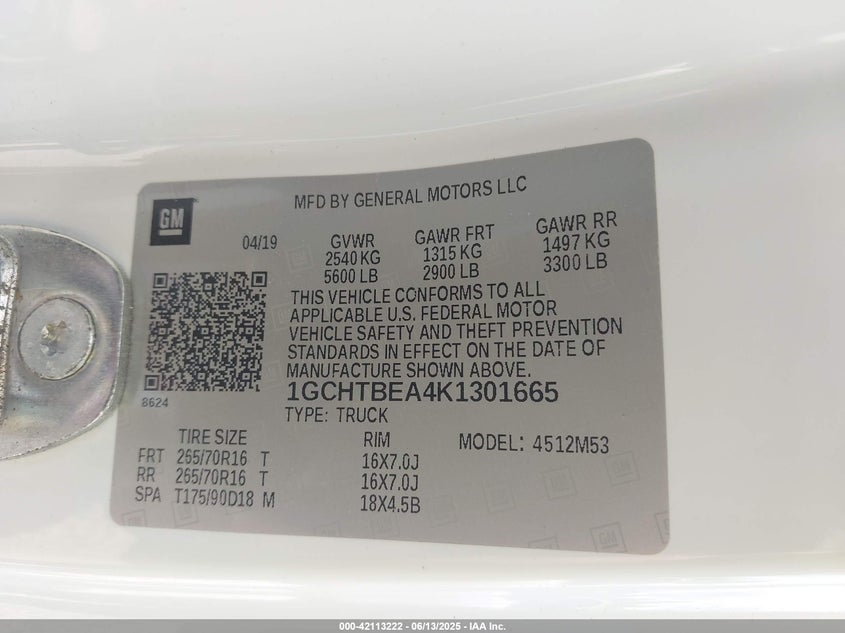 MFD BY GENERAL MOTORS LLC
GM
04/19 GVWR GAWR FRT GAWR RR
2540 KG 1315 KG 1497 KG
5600 LB 2900 LB 3300 LB
THIS VEHICLE CONFORMS TO ALL
APPLICABLE U.S. FEDERAL MOTOR
VEHICLE SAFETY AND THEFT PREVENTION
STANDARDS IN EFFECT ON THE DATE OF
MANUFACTURE SHOWN ABOVE.
8624
1GCHTBEA4K1301665
TYPE: TRUCK
TIRE SIZE RIM MODEL: 4512M53
FRT 265/70R16 T 16X7.0J
RR 265/70R16 T 16X7.0J
SPA T175/90D18 M 18X4.5B
GM
000-42113222 - 06/13/2025 - IAA Inc.